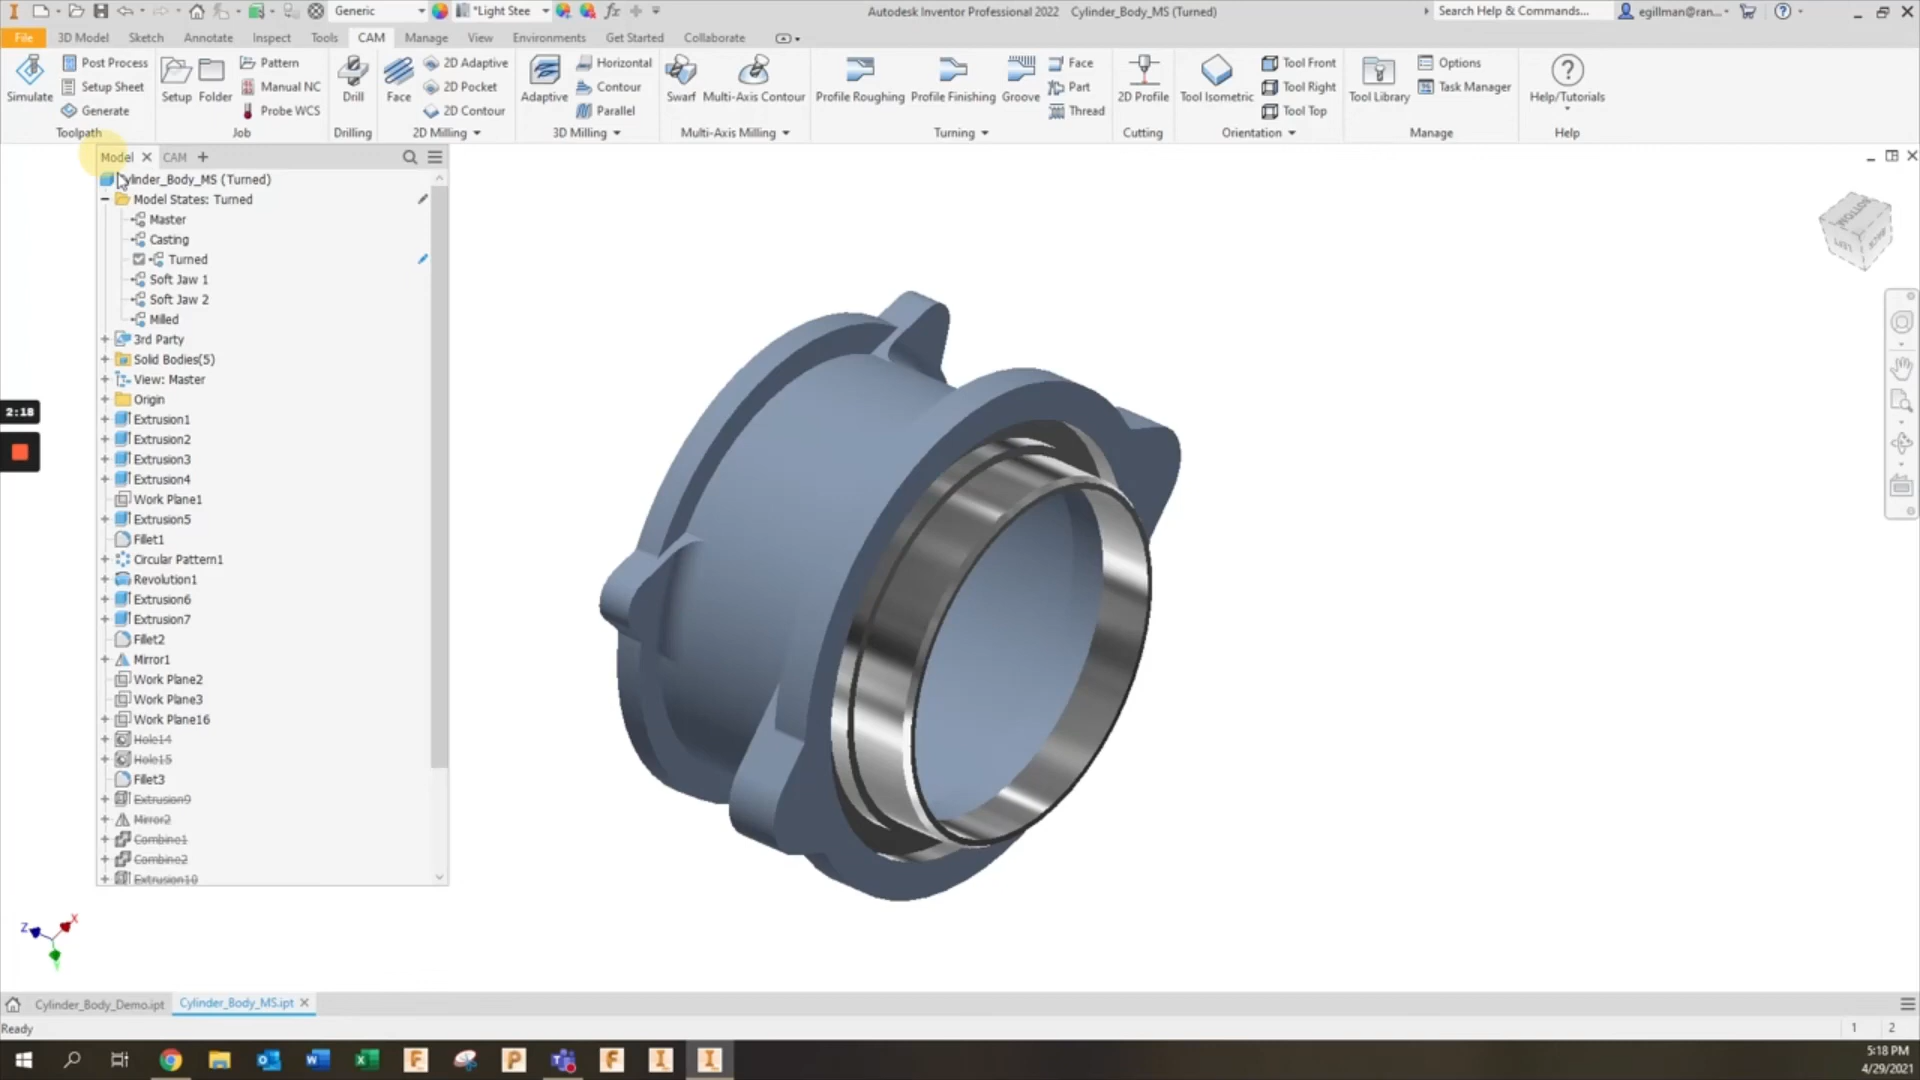 Generic
*Light Stee
fx
Autodesk Inventor Professional 2022 Cylinder_Body_MS (Turned)
Search Help & Commands...
egillman@ran...
File 3D Model Sketch Annotate Inspect Tools CAM Manage View Environments Get Started Collaborate
Simulate
Post Process
Setup Sheet
Generate
Toolpath
Setup
Folder
Pattern
Manual NC
Probe WCS
Job
Drill
Drilling
Face
2D Adaptive
2D Pocket
2D Contour
2D Milling
Adaptive
Horizontal
Contour
Parallel
3D Milling
Swarf
Multi-Axis Contour
Multi-Axis Milling
Profile Roughing
Profile Finishing
Groove
Face
Part
Thread
Turning
2D Profile
Cutting
Tool Isometric
Tool Front
Tool Right
Tool Top
Orientation
Tool Library
Options
Task Manager
Manage
Help/Tutorials
Help
Model CAM
ylinder_Body_MS (Turned)
Model States: Turned
Master
Casting
Turned
Soft Jaw 1
Soft Jaw 2
Milled
3rd Party
Solid Bodies(5)
View: Master
Origin
Extrusion1
Extrusion2
Extrusion3
Extrusion4
Work Plane1
Extrusion5
Fillet1
Circular Pattern1
Revolution1
Extrusion6
Extrusion7
Fillet2
Mirror1
Work Plane2
Work Plane3
Work Plane16
Hole14
Hole15
Fillet3
Extrusion9
Mirror2
Combine1
Combine2
Extrusion10
2:18
BOTTOM
LEFT
BACK
Z X
Y
Cylinder_Body_Demo.ipt Cylinder_Body_MS.ipt
Ready
1 2
5:18 PM
4/29/2021